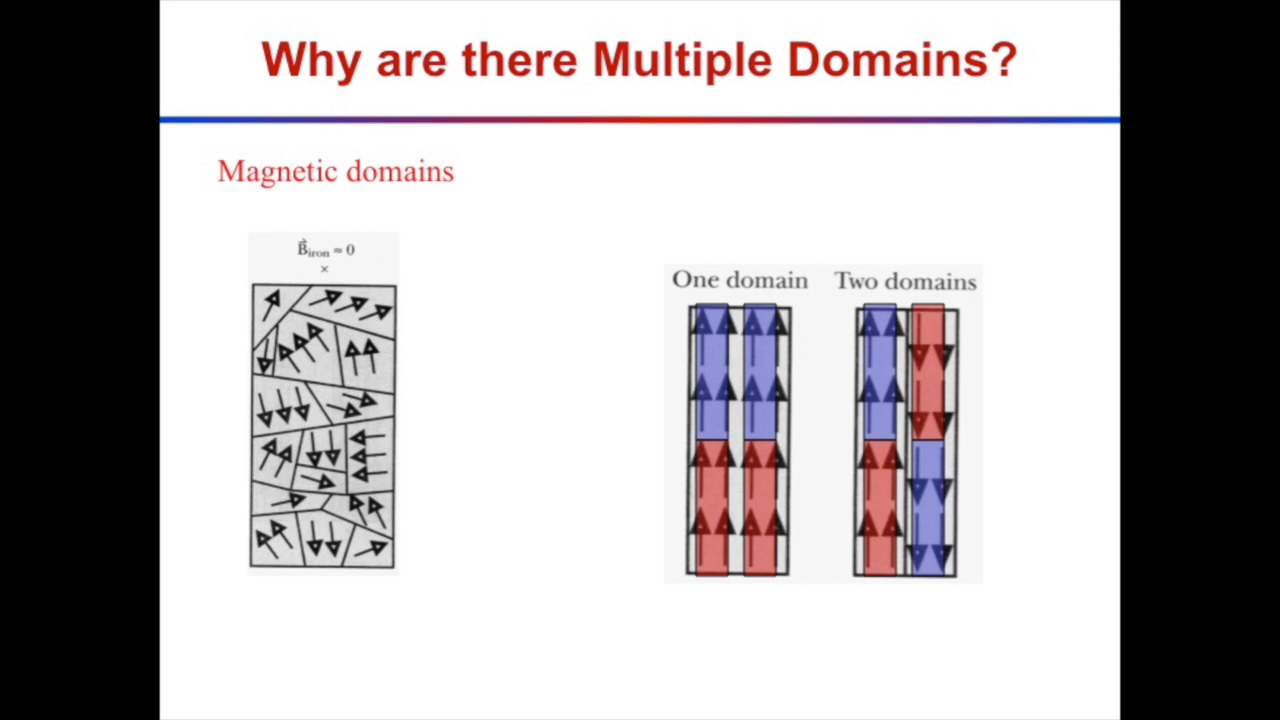 Why are there Multiple Domains?
Magnetic domains
B⃗iron ≈ 0
×
One domain
Two domains